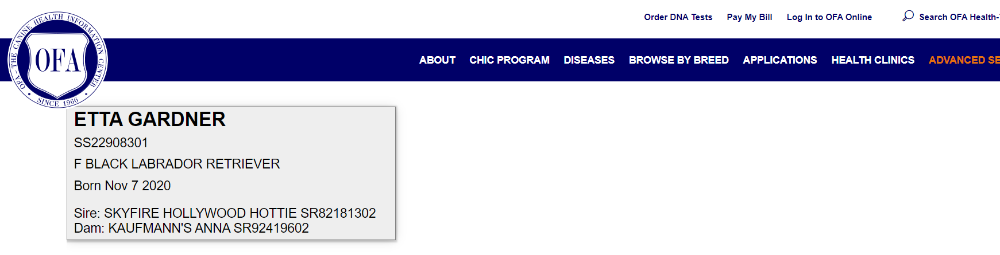 Order DNA Tests Pay My Bill Log In to OFA Online Search OFA Health-
ABOUT CHIC PROGRAM DISEASES BROWSE BY BREED APPLICATIONS HEALTH CLINICS ADVANCED SE
OFA
OFA – THE CANINE HEALTH INFORMATION CENTER
• SINCE 1966 •
ETTA GARDNER
SS22908301
F BLACK LABRADOR RETRIEVER
Born Nov 7 2020
Sire: SKYFIRE HOLLYWOOD HOTTIE SR82181302
Dam: KAUFMANN'S ANNA SR92419602